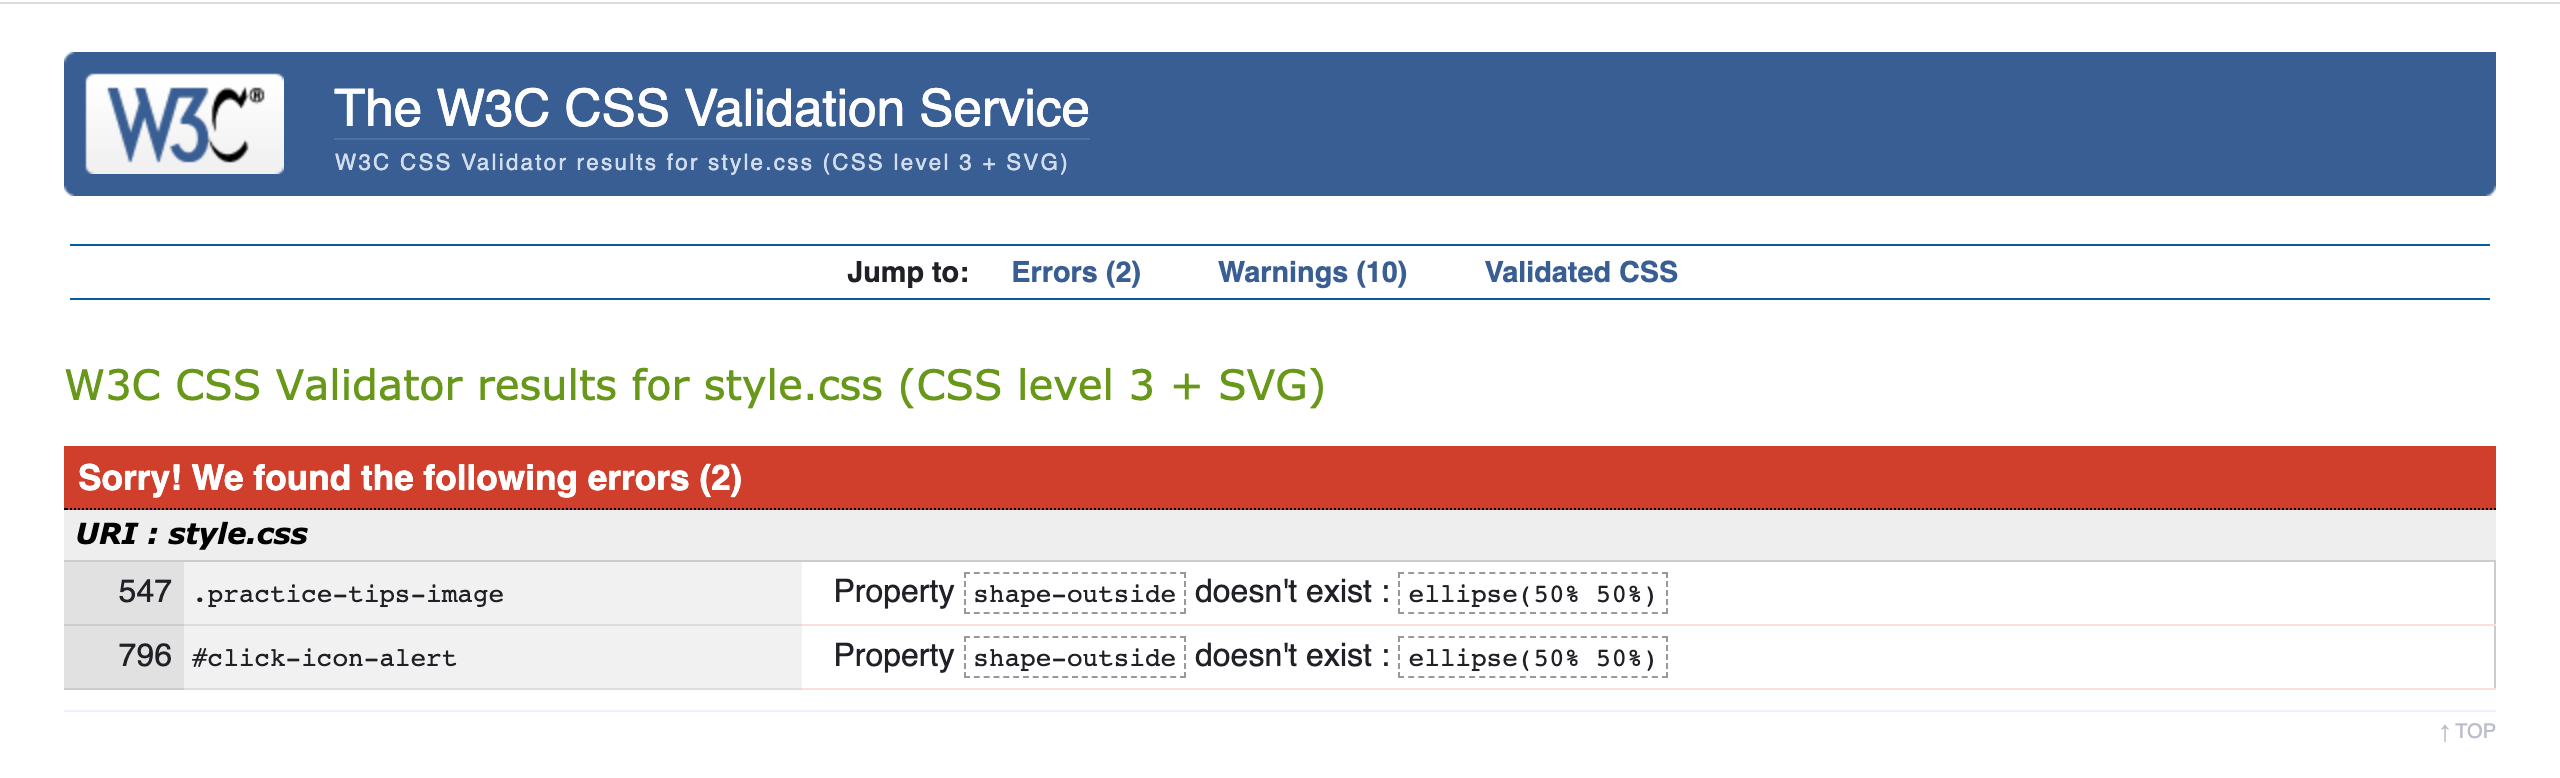 W3C®
The W3C CSS Validation Service
W3C CSS Validator results for style.css (CSS level 3 + SVG)
Jump to: Errors (2) Warnings (10) Validated CSS
W3C CSS Validator results for style.css (CSS level 3 + SVG)
Sorry! We found the following errors (2)
URI : style.css
547 .practice-tips-image Property shape-outside doesn't exist : ellipse(50% 50%)
796 #click-icon-alert Property shape-outside doesn't exist : ellipse(50% 50%)
↑ TOP